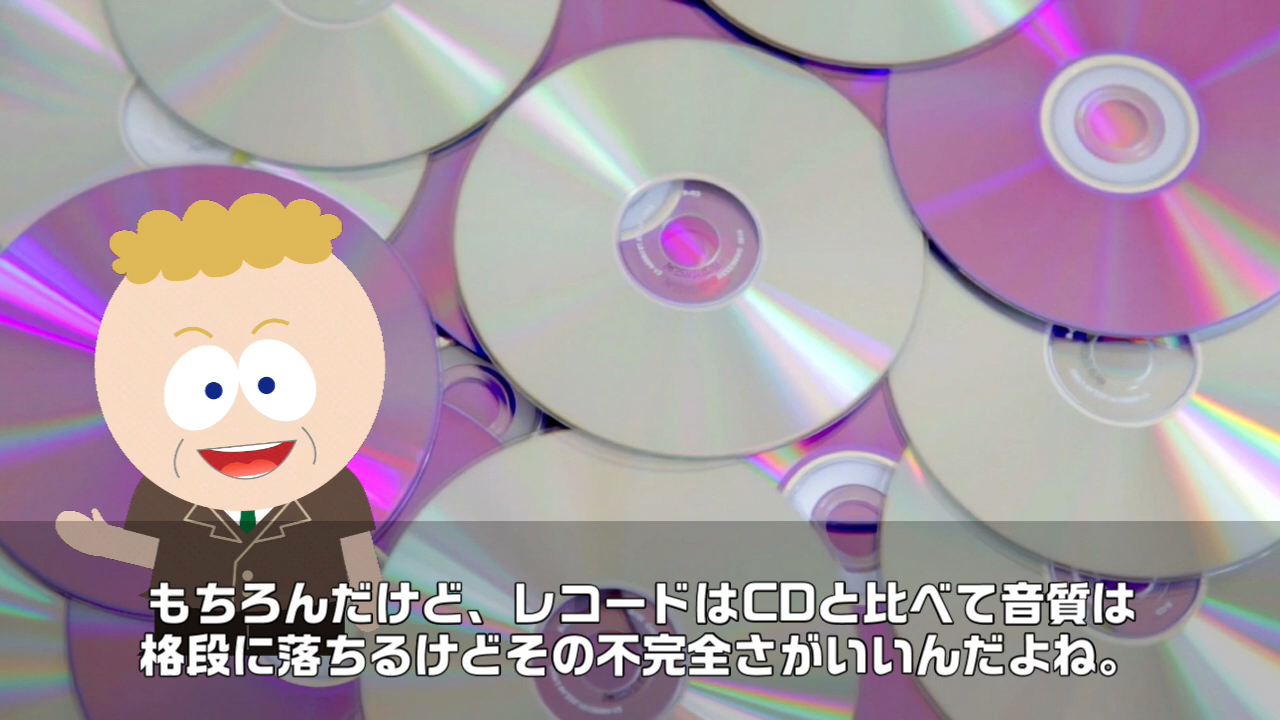 もちろんだけど、レコードはCDと比べて音質は
格段に落ちるけどその不完全さがいいんだよね。